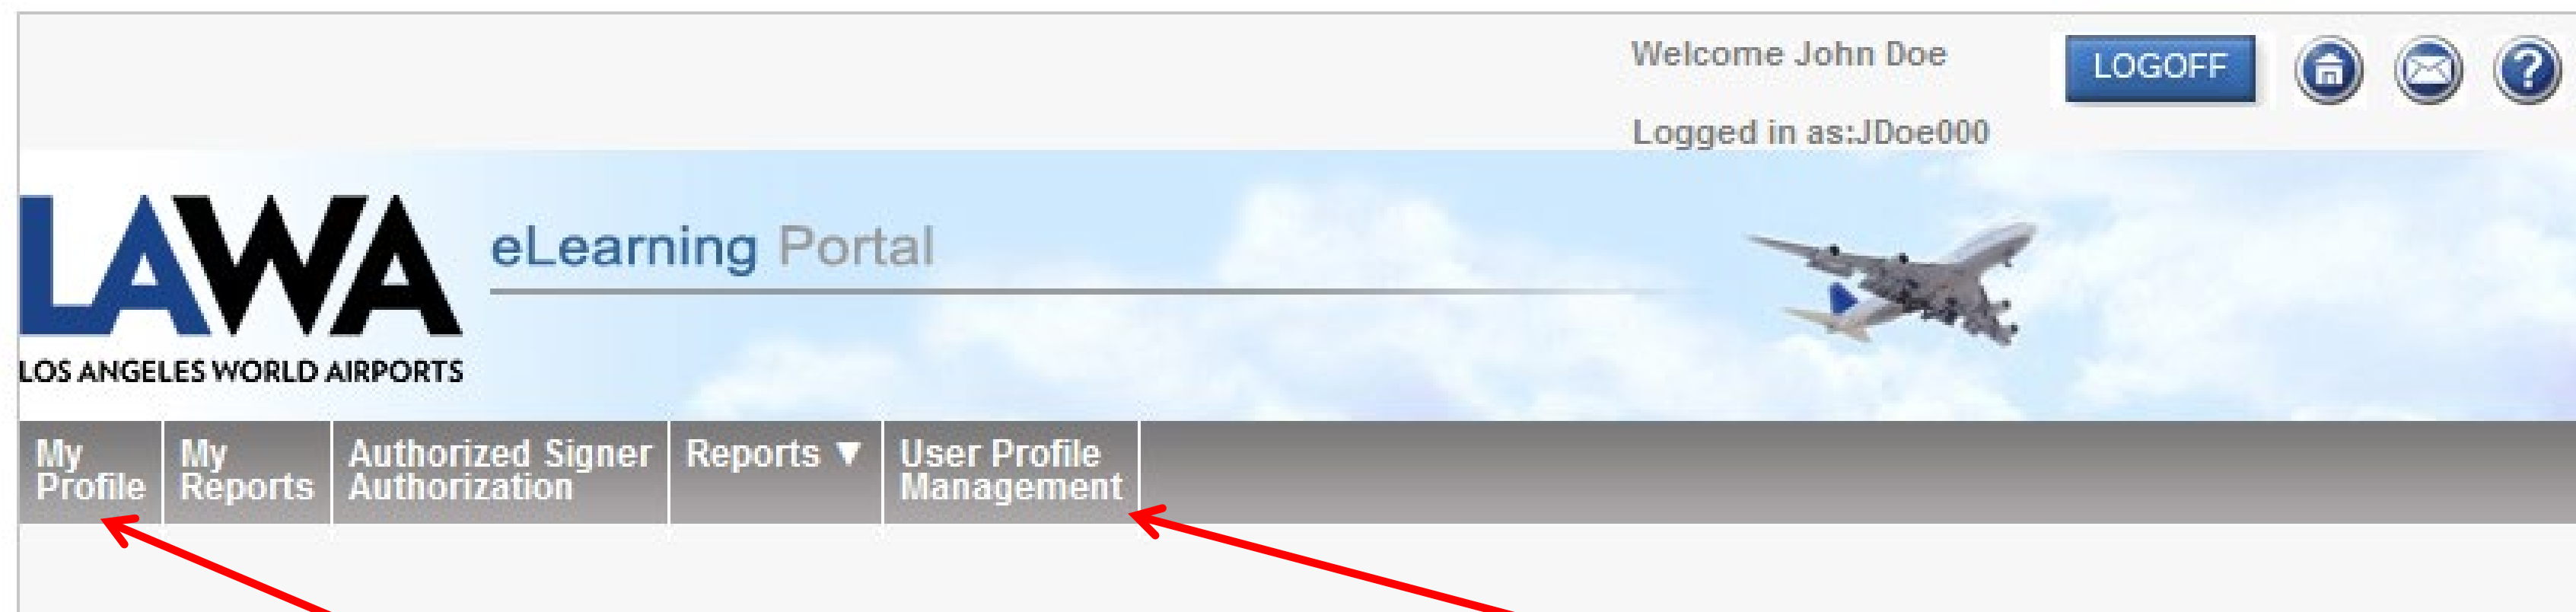 Welcome John Doe
LOGOFF
Logged in as:JDoe000
LAWA
eLearning Portal
LOS ANGELES WORLD AIRPORTS
My
Profile
My
Reports
Authorized Signer
Authorization
Reports ▼
User Profile
Management